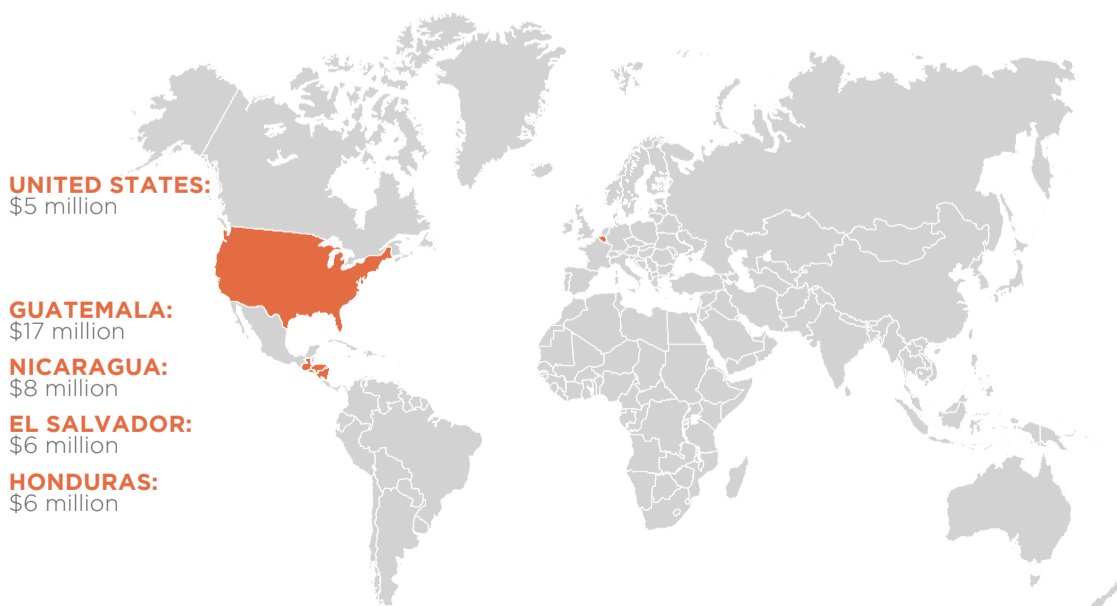 UNITED STATES:
$5 million
GUATEMALA:
$17 million
NICARAGUA:
$8 million
EL SALVADOR:
$6 million
HONDURAS:
$6 million